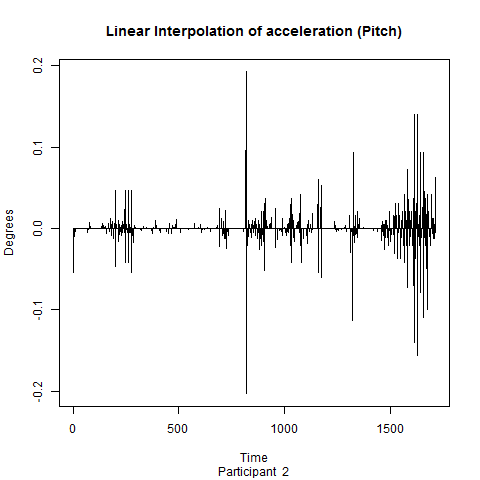 Linear Interpolation of acceleration (Pitch)
0.2
0.1
0.0
-0.1
-0.2
Degrees
0 500 1000 1500
Time
Participant 2